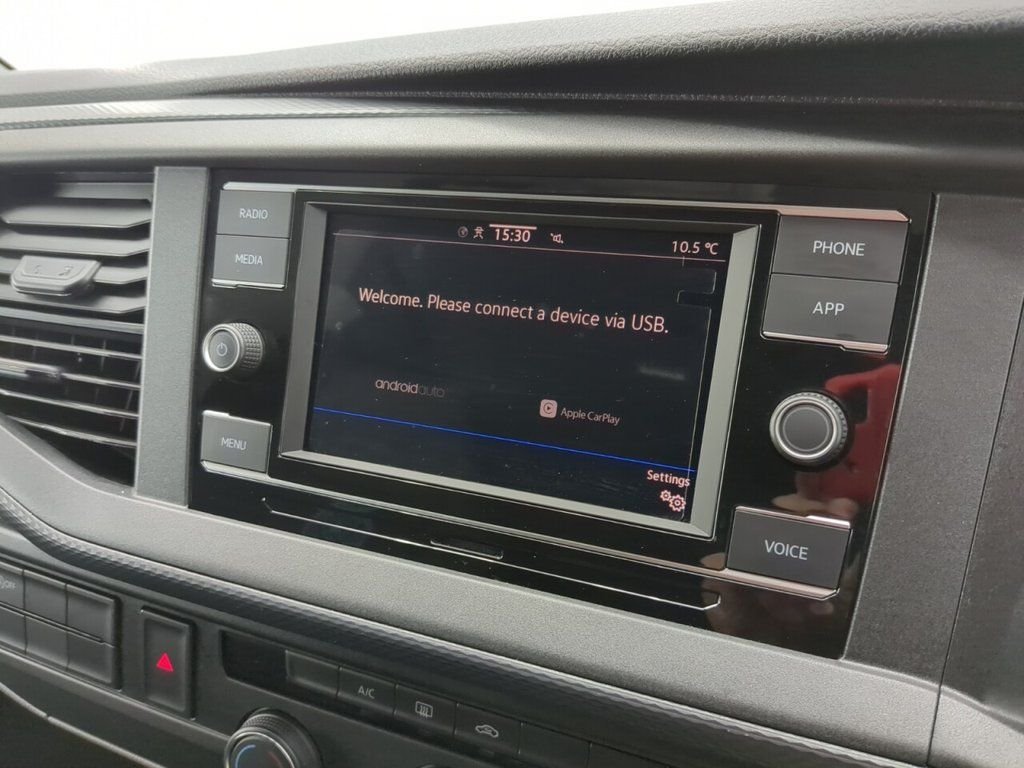 RADIO
MEDIA
15:30
10.5 °C
PHONE
APP
Welcome. Please connect a device via USB.
androidauto
Apple CarPlay
MENU
Settings
VOICE
OFF
A/C